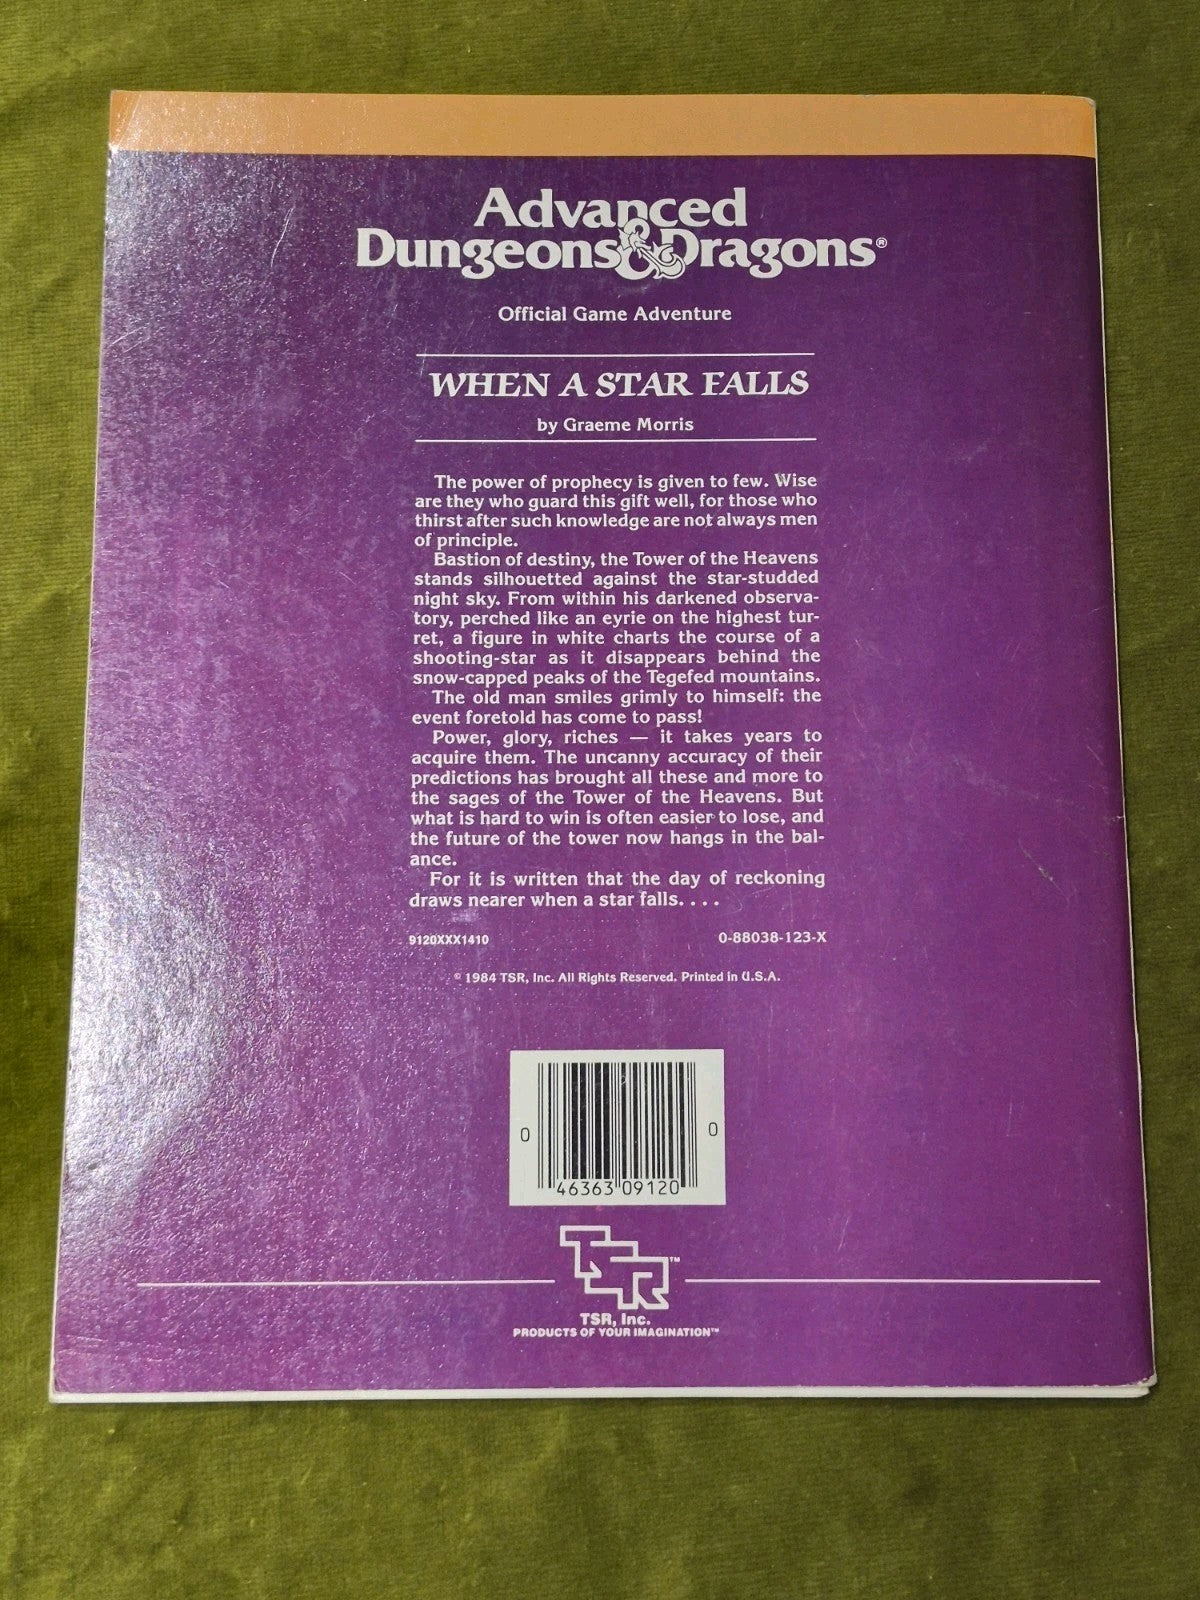 Advanced
Dungeons & Dragons®
Official Game Adventure
WHEN A STAR FALLS
by Graeme Morris
The power of prophecy is given to few. Wise
are they who guard this gift well, for those who
thirst after such knowledge are not always men
of principle.
Bastion of destiny, the Tower of the Heavens
stands silhouetted against the star-studded
night sky. From within his darkened observa-
tory, perched like an eyrie on the highest tur-
ret, a figure in white charts the course of a
shooting-star as it disappears behind the
snow-capped peaks of the Tegefed mountains.
The old man smiles grimly to himself: the
event foretold has come to pass!
Power, glory, riches — it takes years to
acquire them. The uncanny accuracy of their
predictions has brought all these and more to
the sages of the Tower of the Heavens. But
what is hard to win is often easier to lose, and
the future of the tower now hangs in the bal-
ance.
For it is written that the day of reckoning
draws nearer when a star falls. . . .
9120XXX1410 0-88038-123-X
© 1984 TSR, Inc. All Rights Reserved. Printed in U.S.A.
0 46363 09120 0
TSR™
TSR, Inc.
PRODUCTS OF YOUR IMAGINATION™